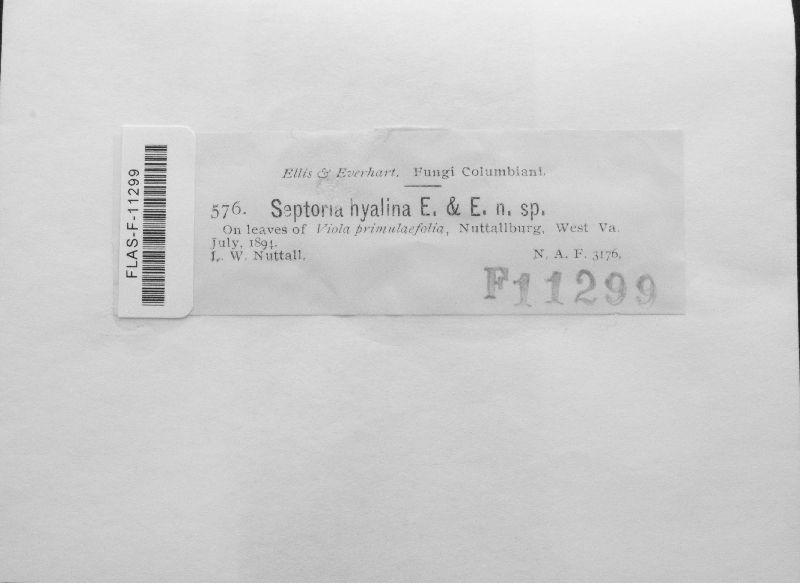 FLAS-F-11299
Ellis & Everhart. Fungi Columbiani.
576. Septoria hyalina E. & E. n. sp.
On leaves of Viola primulaefolia, Nuttallburg, West Va.
July, 1894.
L. W. Nuttall. N. A. F. 3176.
F11299